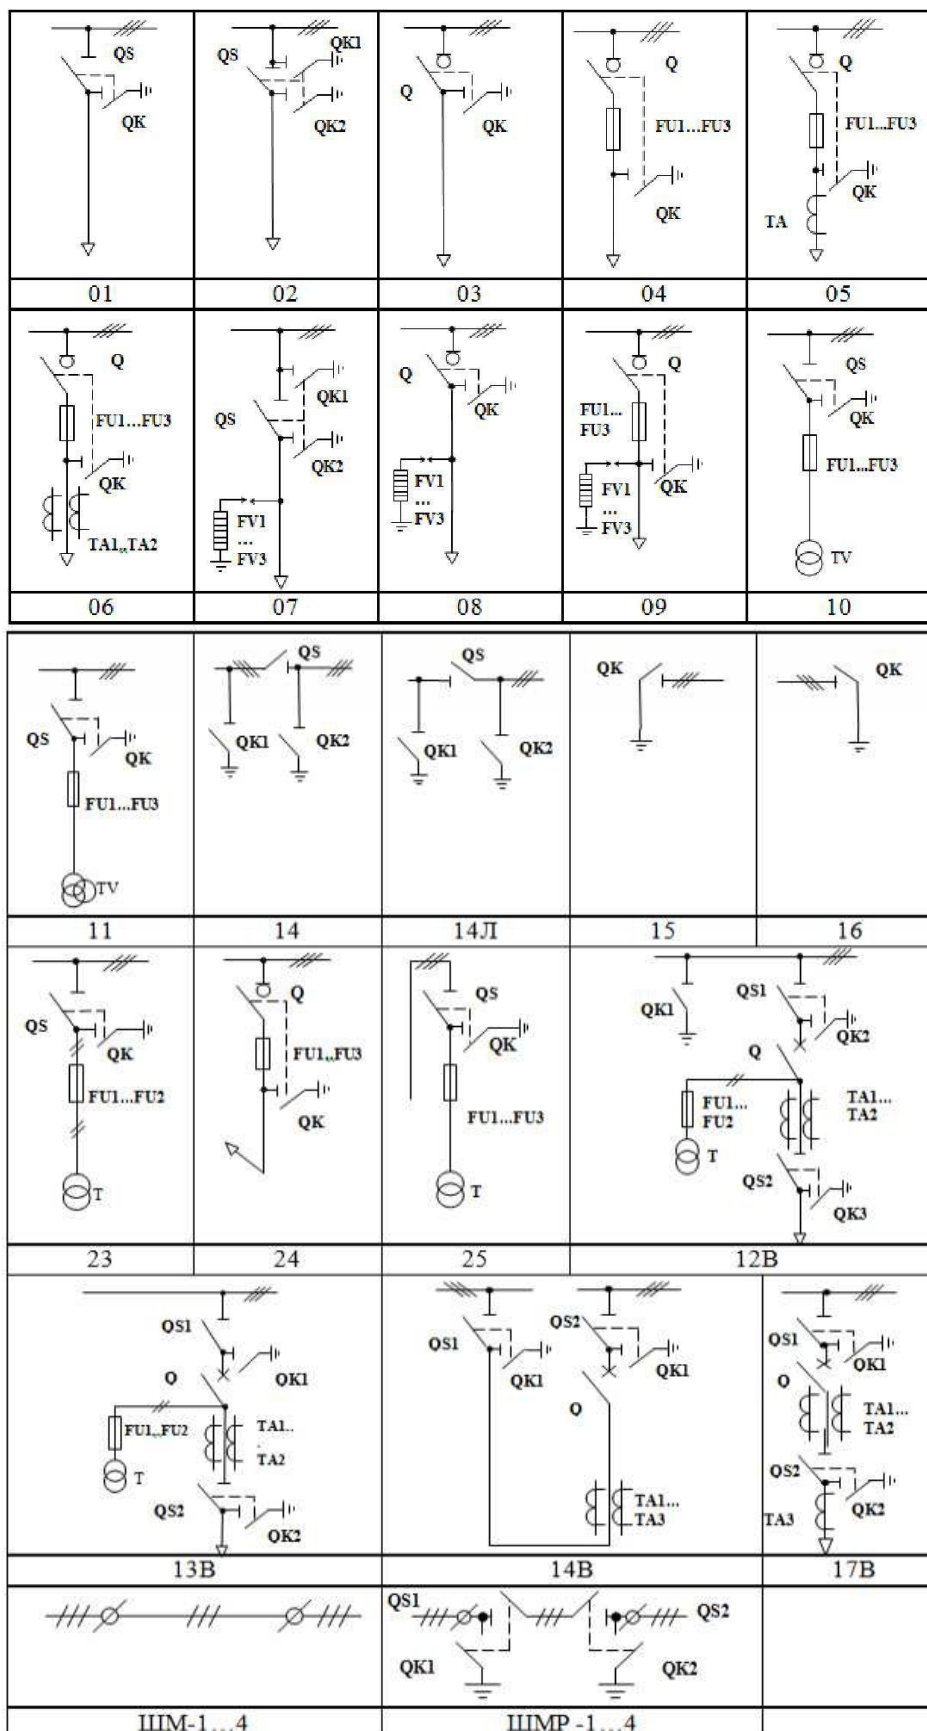 QS
QK
QS
QK1
QK2
Q
QK
Q
FU1...FU3
QK
Q
FU1...FU3
TA
QK
01 02 03 04 05
Q
FU1...FU3
QK
TA1,,TA2
QK1
QS
QK2
FV1
...
FV3
Q
QK
FV1
...
FV3
Q
FU1...
FU3
QK
FV1
...
FV3
QS
QK
FU1...FU3
TV
06 07 08 09 10
QS
QK
FU1...FU3
TV
QS
QK1
QK2
QS
QK1
QK2
QK
QK
11 14 14Л 15 16
QS
QK
FU1...FU2
T
Q
FU1,,FU3
QK
QS
QK
FU1...FU3
T
QK1
QS1
QK2
Q
FU1...
FU2
T
TA1...
TA2
QS2
QK3
23 24 25 12В
QS1
QK1
Q
FU1,,FU2
T
TA1..
.
TA2
QS2
QK2
QS1
QK1
QS2
QK1
Q
TA1...
TA3
QS1
QK1
Q
TA1...
TA2
QS2
QK2
TA3
13В 14В 17В
QS1
QS2
QK1
QK2
ШМ-1...4 ШМР -1...4